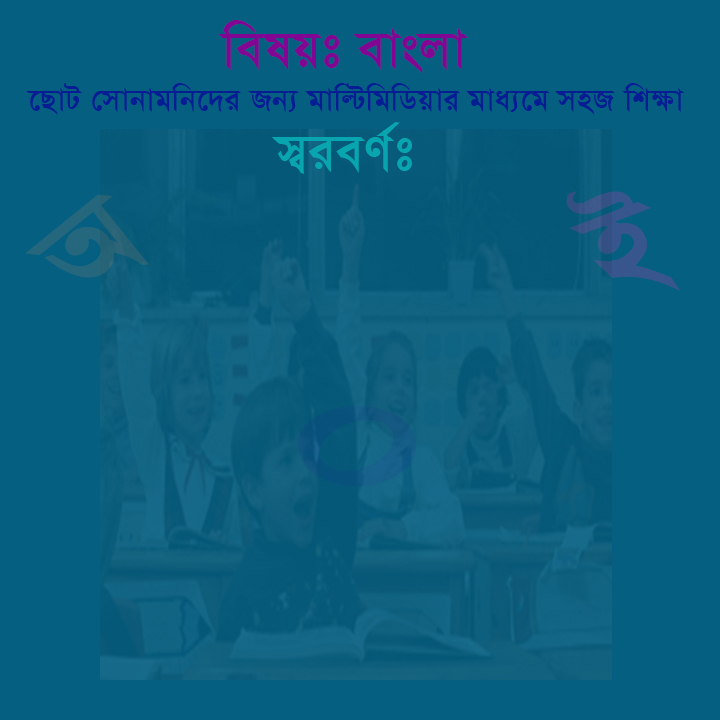 বিষয়ঃ বাংলা
ছোট সোনামনিদের জন্য মাল্টিমিডিয়ার মাধ্যমে সহজ শিক্ষা
স্বরবর্ণঃ
অ ই